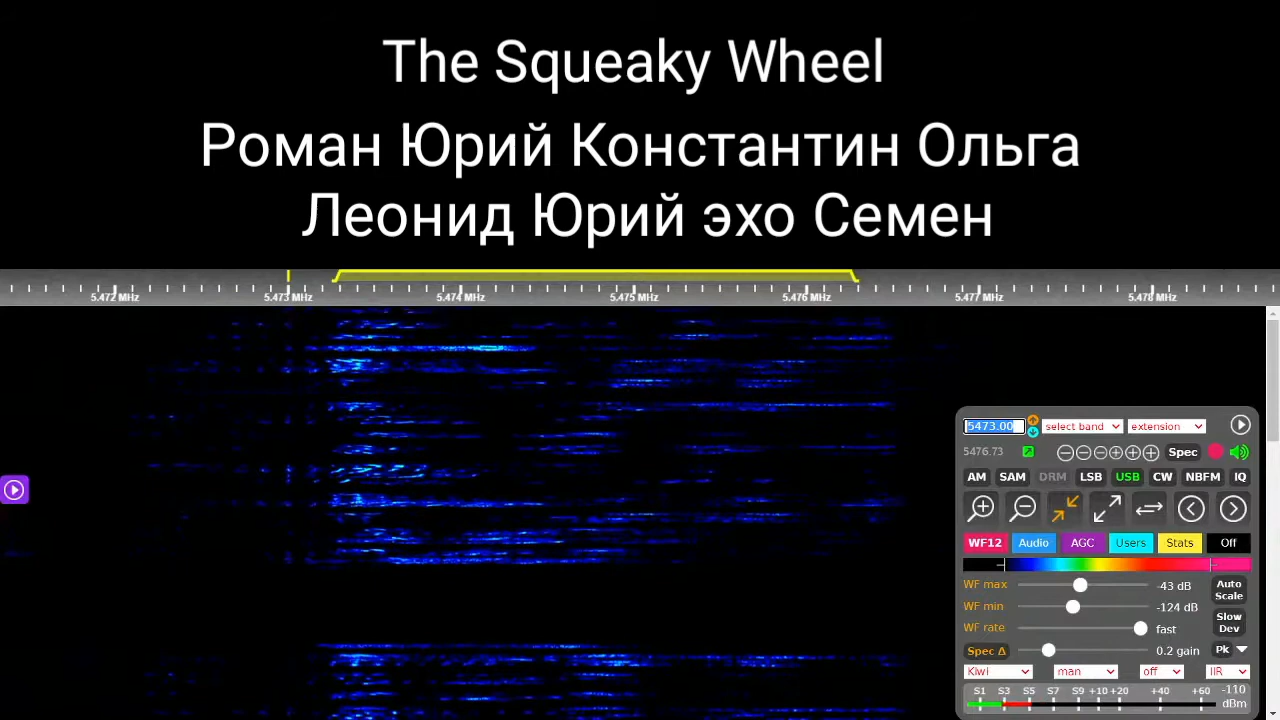 The Squeaky Wheel
Роман Юрий Константин Ольга
Леонид Юрий эхо Семен
5.472 MHz 5.473 MHz 5.474 MHz 5.475 MHz 5.476 MHz 5.477 MHz 5.478 MHz
5473.00 select band extension
5476.73 Spec
AM SAM DRM LSB USB CW NBFM IQ
WF12 Audio AGC Users Stats Off
WF max -43 dB Auto Scale
WF min -124 dB
WF rate fast Slow Dev
Spec Δ 0.2 gain Pk
Kiwi man off IIR
S1 S3 S5 S7 S9 +10 +20 +40 +60 -110 dBm